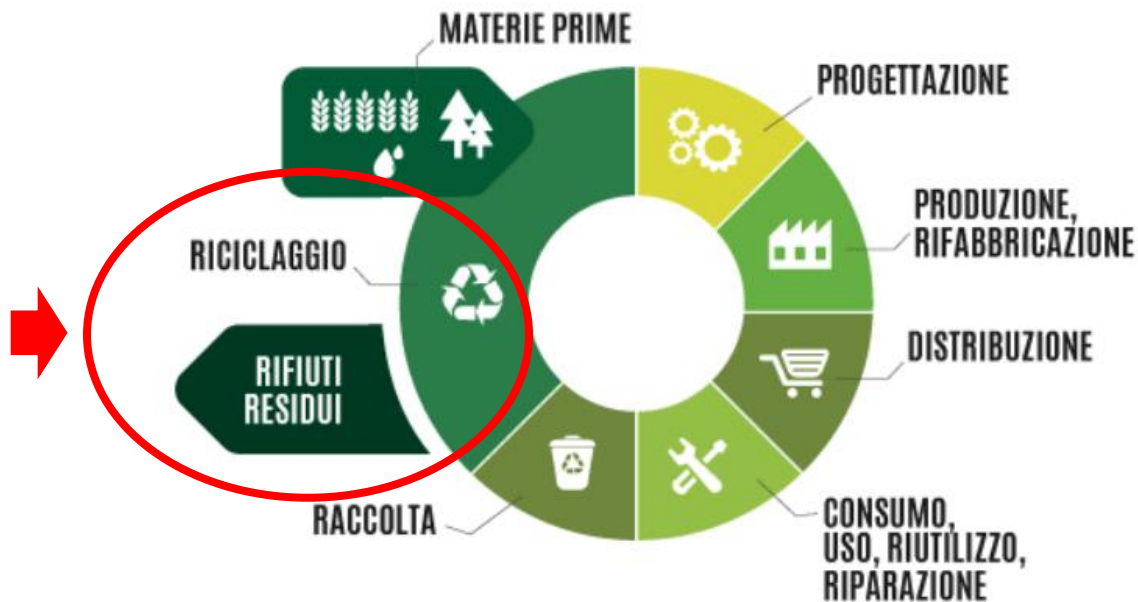 MATERIE PRIME
PROGETTAZIONE
PRODUZIONE,
RIFABBRICAZIONE
DISTRIBUZIONE
CONSUMO,
USO, RIUTILIZZO,
RIPARAZIONE
RACCOLTA
RIFIUTI
RESIDUI
RICICLAGGIO